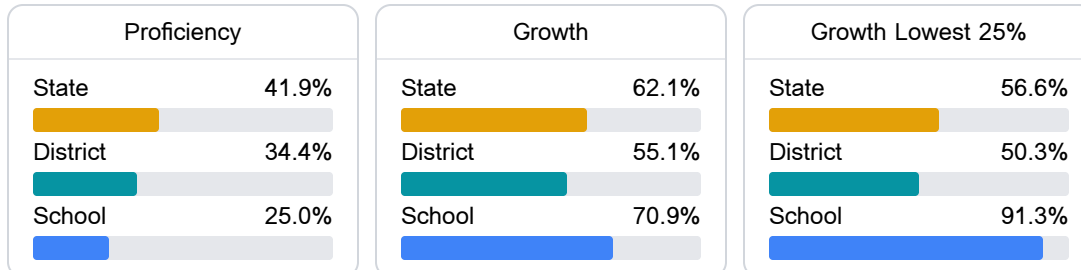 Proficiency
State 41.9%
District 34.4%
School 25.0%
Growth
State 62.1%
District 55.1%
School 70.9%
Growth Lowest 25%
State 56.6%
District 50.3%
School 91.3%